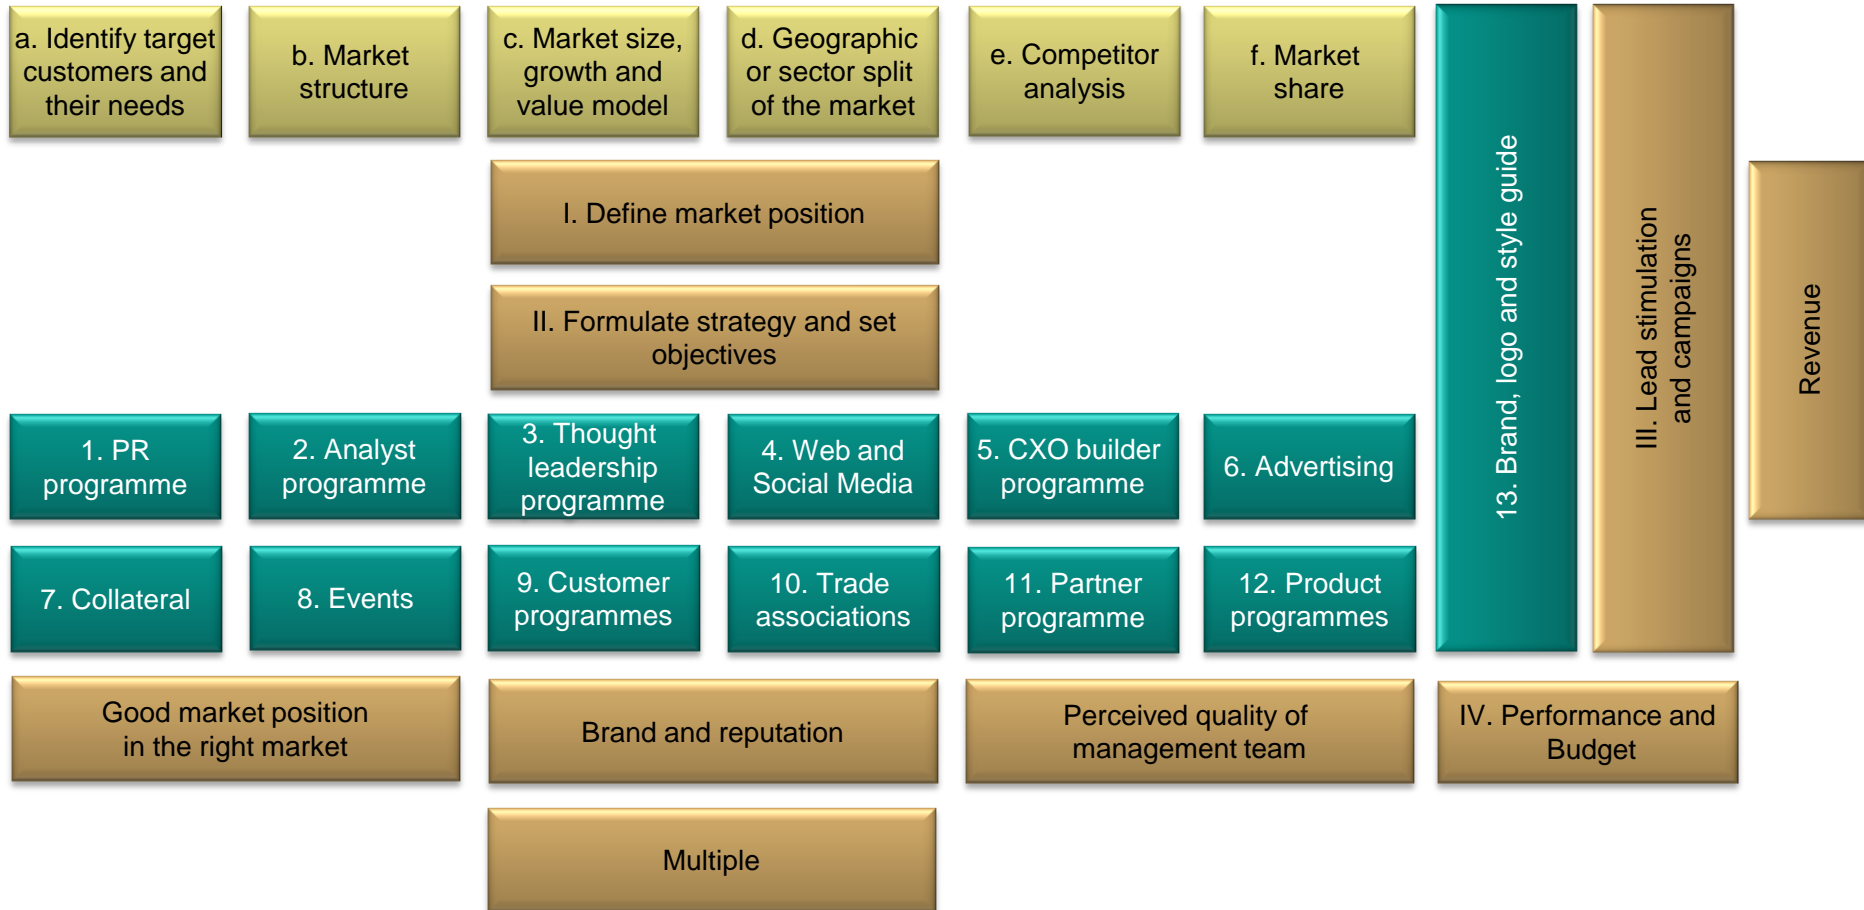 a. Identify target
customers and
their needs
b. Market
structure
c. Market size,
growth and
value model
d. Geographic
or sector split
of the market
e. Competitor
analysis
f. Market
share
I. Define market position
II. Formulate strategy and set
objectives
1. PR
programme
2. Analyst
programme
3. Thought
leadership
programme
4. Web and
Social Media
5. CXO builder
programme
6. Advertising
7. Collateral
8. Events
9. Customer
programmes
10. Trade
associations
11. Partner
programme
12. Product
programmes
13. Brand, logo and style guide
III. Lead stimulation
and campaigns
Revenue
Good market position
in the right market
Brand and reputation
Perceived quality of
management team
IV. Performance and
Budget
Multiple